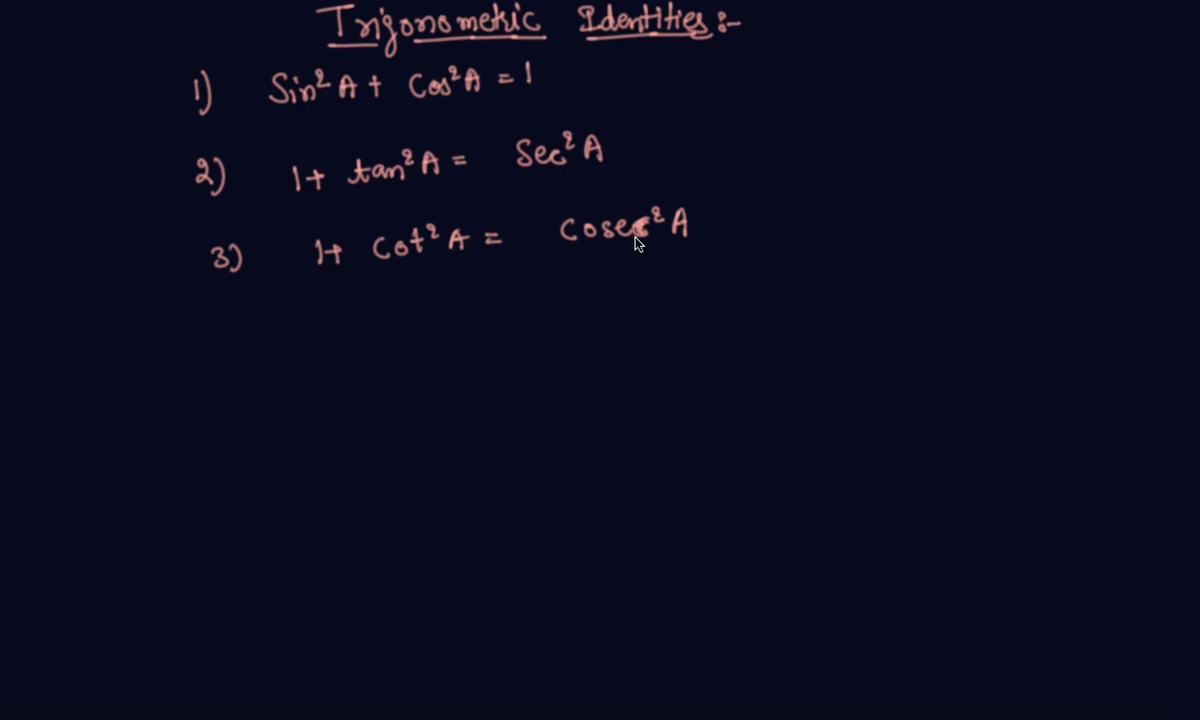 Trigonometric Identities :-
1) Sin²A + Cos²A = 1
2) 1 + tan²A = Sec²A
3) 1 + Cot²A = Cosec²A